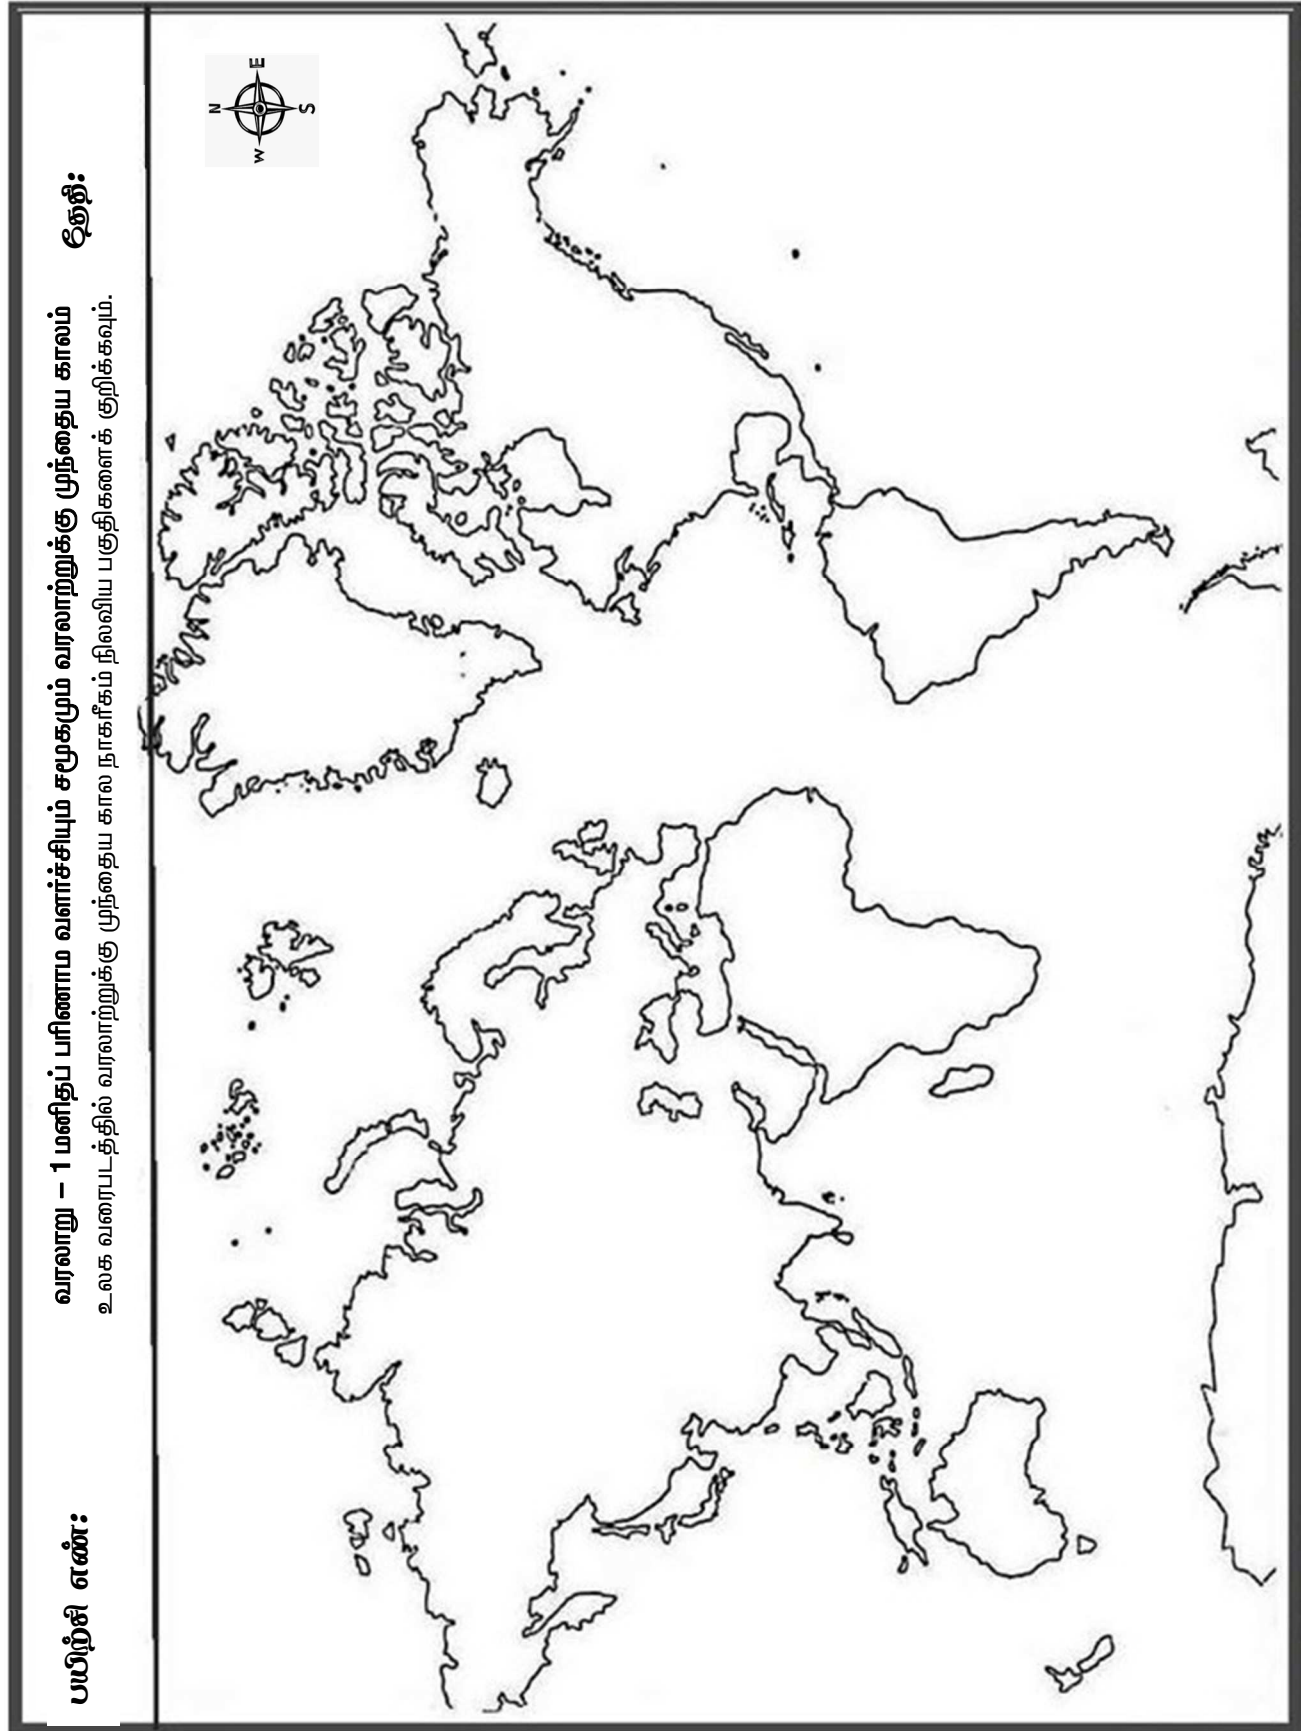 பயிற்சி எண்:
வரலாறு – 1 மனிதப் பரிணாம வளர்ச்சியும் சமூகமும் வரலாற்றுக்கு முந்தைய காலம்
தேதி:
உலக வரைபடத்தில் வரலாற்றுக்கு முந்தைய கால நாகரீகம் நிலவிய பகுதிகளைக் குறிக்கவும்.
N
W
E
S